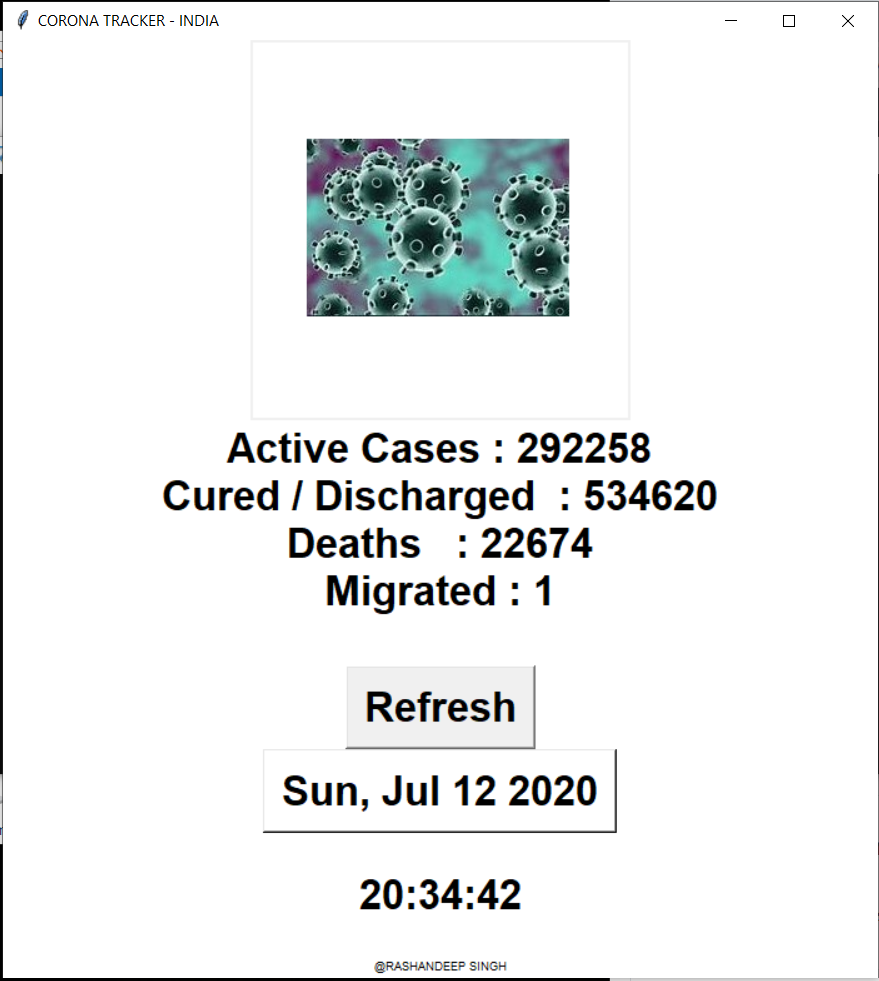 CORONA TRACKER - INDIA
Active Cases : 292258
Cured / Discharged  : 534620
Deaths   : 22674
Migrated : 1
Refresh
Sun, Jul 12 2020
20:34:42
@RASHANDEEP SINGH